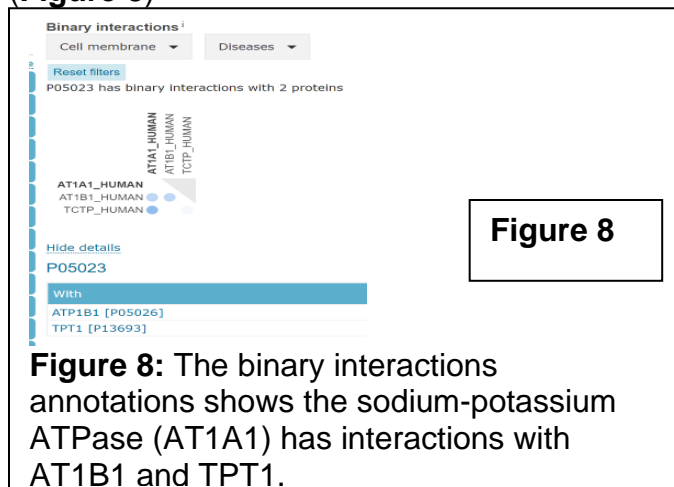 Binary interactions i
Cell membrane Diseases
Reset filters
P05023 has binary interactions with 2 proteins
AT1A1_HUMAN
AT1B1_HUMAN
TCTP_HUMAN
AT1A1_HUMAN
AT1B1_HUMAN
TCTP_HUMAN
Figure 8
Hide details
P05023
With
ATP1B1 [P05026]
TPT1 [P13693]
Figure 8: The binary interactions
annotations shows the sodium-potassium
ATPase (AT1A1) has interactions with
AT1B1 and TPT1.